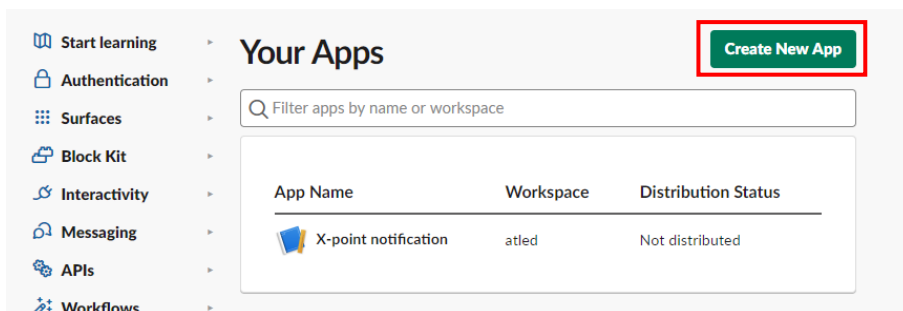 Start learning
Authentication
Surfaces
Block Kit
Interactivity
Messaging
APIs
Workflows
Your Apps
Create New App
Filter apps by name or workspace
App Name Workspace Distribution Status
X-point notification atled Not distributed